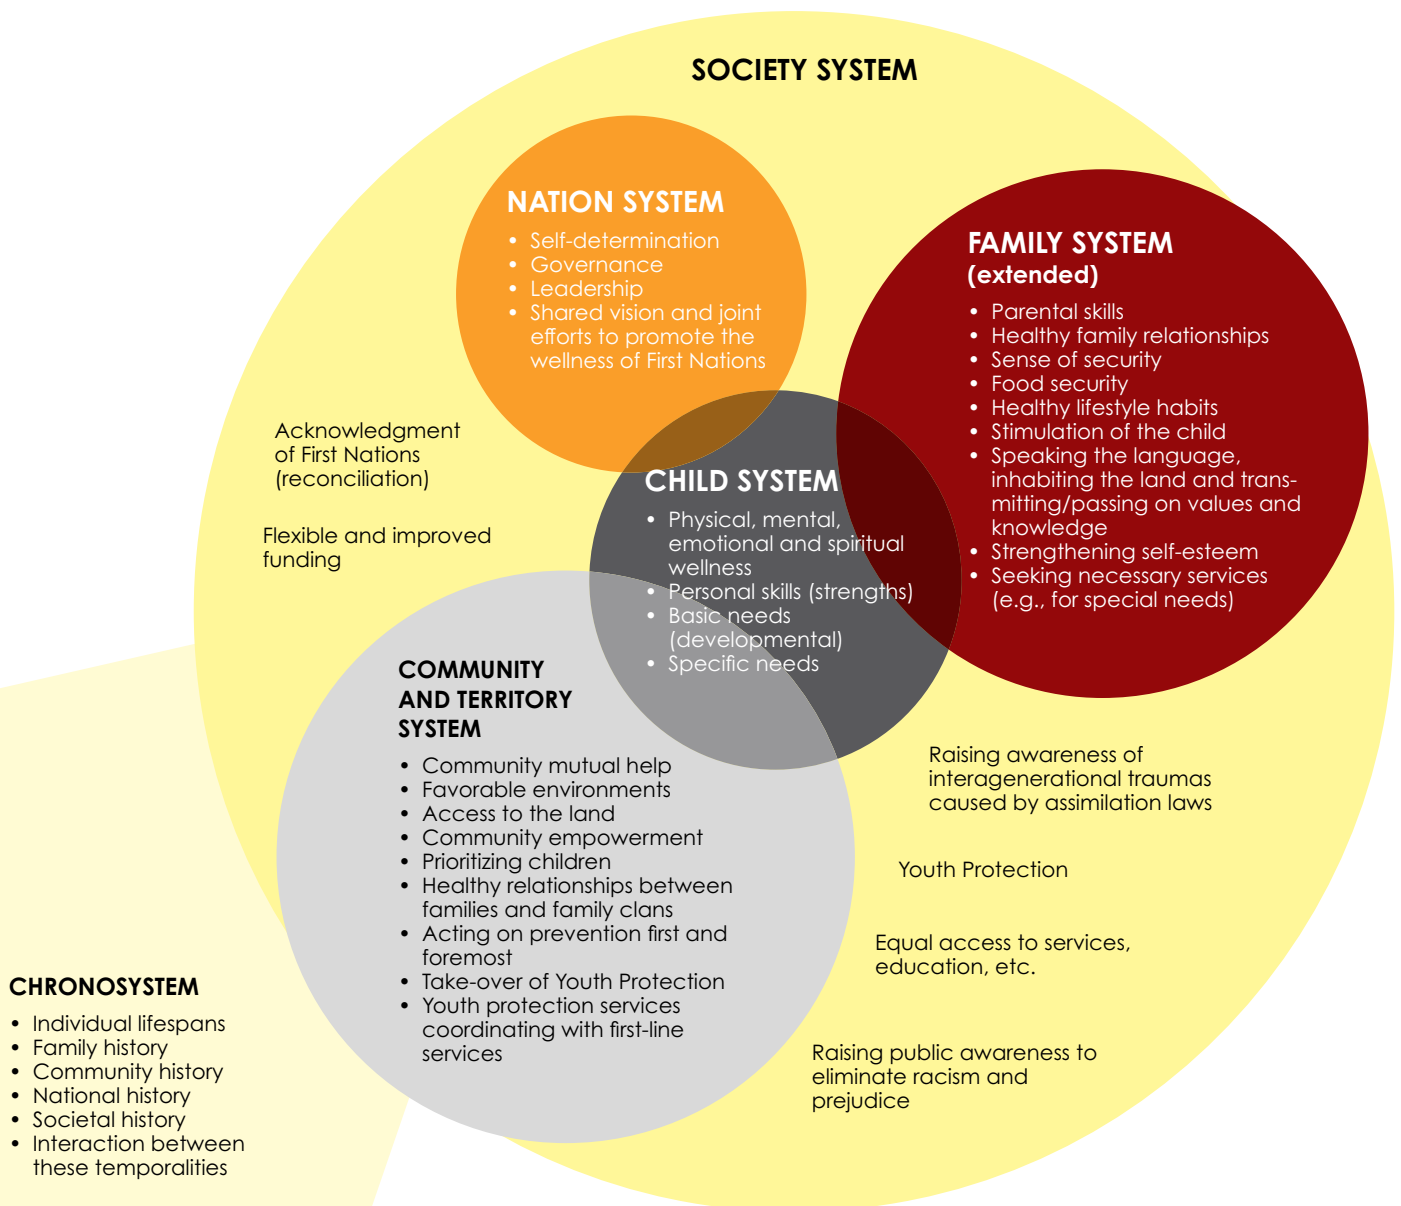 SOCIETY SYSTEM
NATION SYSTEM
• Self-determination
• Governance
• Leadership
• Shared vision and joint
efforts to promote the
wellness of First Nations
FAMILY SYSTEM
(extended)
• Parental skills
• Healthy family relationships
• Sense of security
• Food security
• Healthy lifestyle habits
• Stimulation of the child
• Speaking the language,
inhabiting the land and trans-
mitting/passing on values and
knowledge
• Strengthening self-esteem
• Seeking necessary services
(e.g., for special needs)
Acknowledgment
of First Nations
(reconciliation)
Flexible and improved
funding
CHILD SYSTEM
• Physical, mental,
emotional and spiritual
wellness
• Personal skills (strengths)
• Basic needs
(developmental)
• Specific needs
COMMUNITY
AND TERRITORY
SYSTEM
• Community mutual help
• Favorable environments
• Access to the land
• Community empowerment
• Prioritizing children
• Healthy relationships between
families and family clans
• Acting on prevention first and
foremost
• Take-over of Youth Protection
• Youth protection services
coordinating with first-line
services
Raising awareness of
interagenerational traumas
caused by assimilation laws
Youth Protection
Equal access to services,
education, etc.
Raising public awareness to
eliminate racism and
prejudice
CHRONOSYSTEM
• Individual lifespans
• Family history
• Community history
• National history
• Societal history
• Interaction between
these temporalities